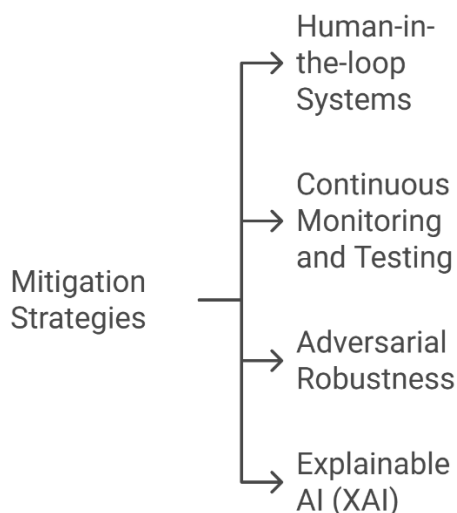 Human-in-
the-loop
Systems
Continuous
Monitoring
and Testing
Mitigation
Strategies
Adversarial
Robustness
Explainable
AI (XAI)